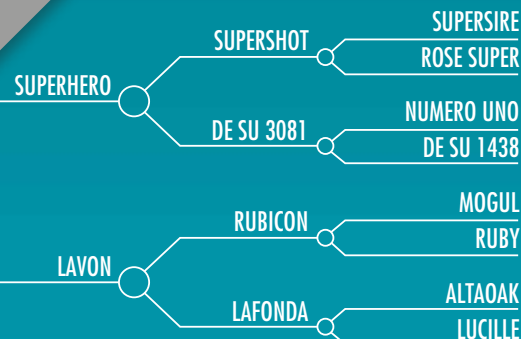 SUPERSIRE
SUPERSHOT
ROSE SUPER
SUPERHERO
NUMERO UNO
DE SU 3081
DE SU 1438
MOGUL
RUBICON
RUBY
LAVON
ALTAOAK
LAFONDA
LUCILLE